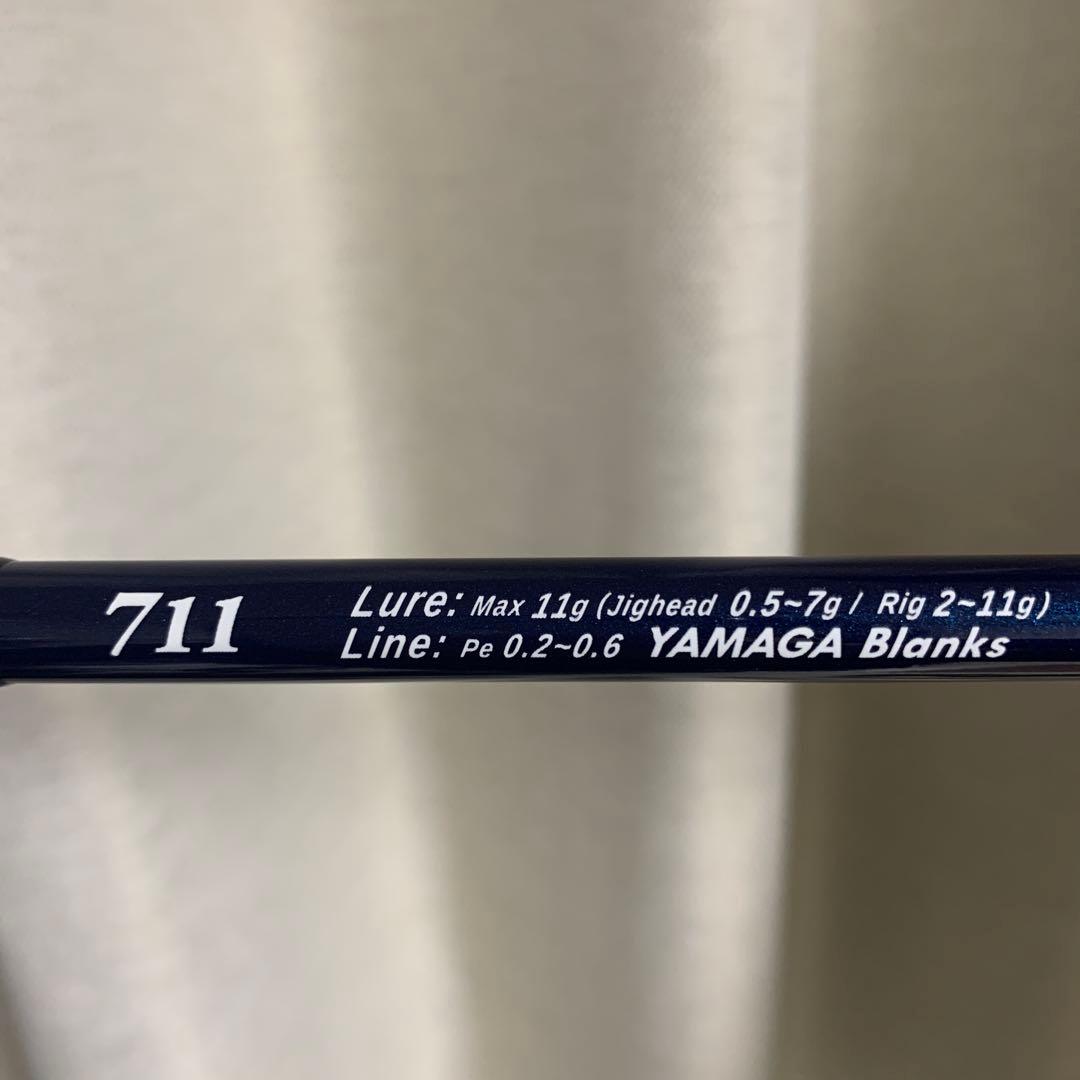 711
Lure: Max 11g (Jighead 0.5~7g / Rig 2~11g)
Line: Pe 0.2~0.6 YAMAGA Blanks